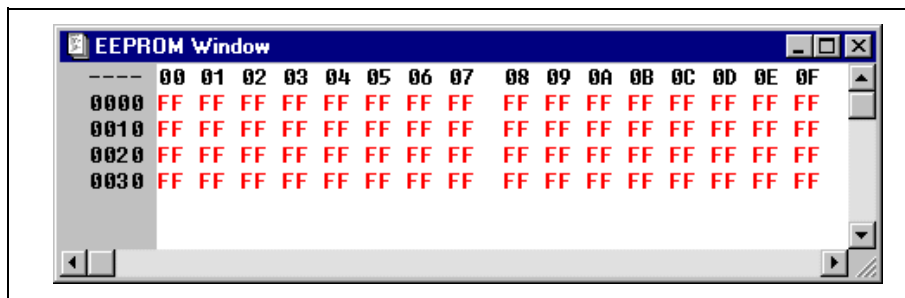 EEPROM Window
---- 00 01 02 03 04 05 06 07 08 09 0A 0B 0C 0D 0E 0F
0000 FF FF FF FF FF FF FF FF FF FF FF FF FF FF FF FF
0010 FF FF FF FF FF FF FF FF FF FF FF FF FF FF FF FF
0020 FF FF FF FF FF FF FF FF FF FF FF FF FF FF FF FF
0030 FF FF FF FF FF FF FF FF FF FF FF FF FF FF FF FF